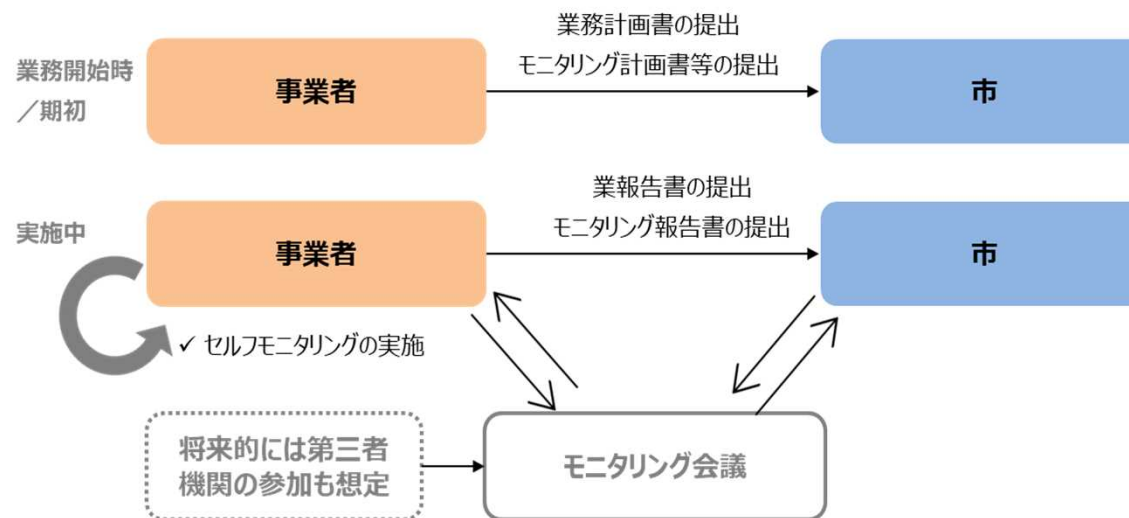 業務計画書の提出
モニタリング計画書等の提出
業務開始時
／期初
事業者
市
業報告書の提出
モニタリング報告書の提出
実施中
事業者
市
✓ セルフモニタリングの実施
将来的には第三者
機関の参加も想定
モニタリング会議